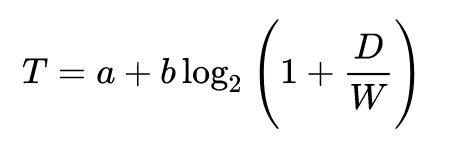 T = a + b log₂ (1 + D/W)